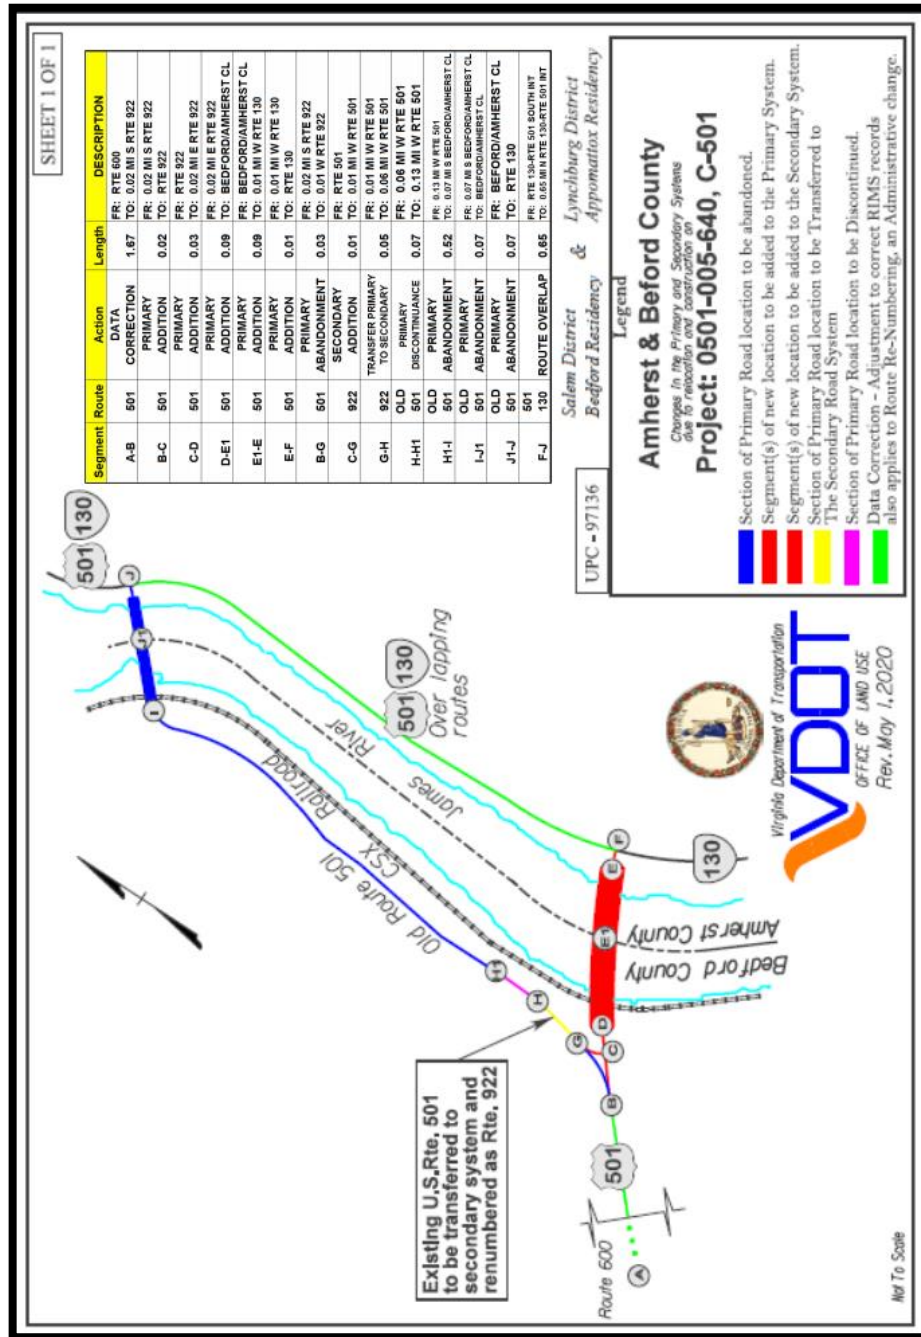 SHEET 1 OF 1
Segment Route Action Length DESCRIPTION
A-B 501 DATA CORRECTION 1.67 FR: RTE 600 TO: 0.02 MI S RTE 922
B-C 501 PRIMARY ADDITION 0.02 FR: 0.02 MI S RTE 922 TO: RTE 922
C-D 501 PRIMARY ADDITION 0.03 FR: RTE 922 TO: 0.02 MI E RTE 922
D-E1 501 PRIMARY ADDITION 0.09 FR: 0.02 MI E RTE 922 TO: BEDFORD/AMHERST CL
E1-E 501 PRIMARY ADDITION 0.09 FR: BEDFORD/AMHERST CL TO: 0.01 MI W RTE 130
E-F 501 PRIMARY ADDITION 0.01 FR: 0.01 MI W RTE 130 TO: RTE 130
B-G 501 PRIMARY ABANDONMENT 0.03 FR: 0.02 MI S RTE 922 TO: 0.01 W RTE 922
C-G 922 SECONDARY ADDITION 0.01 FR: RTE 501 TO: 0.01 MI W RTE 501
G-H 922 TRANSFER PRIMARY TO SECONDARY 0.05 FR: 0.01 MI W RTE 501 TO: 0.06 MI W RTE 501
H-H1 OLD 501 PRIMARY DISCONTINUANCE 0.07 FR: 0.06 MI W RTE 501 TO: 0.13 MI W RTE 501
H1-I OLD 501 PRIMARY ABANDONMENT 0.52 FR: 0.13 MI W RTE 501 TO: 0.07 MI S BEDFORD/AMHERST CL
I-J1 OLD 501 PRIMARY ABANDONMENT 0.07 FR: 0.07 MI S BEDFORD/AMHERST CL TO: BEDFORD/AMHERST CL
J1-J OLD 501 PRIMARY ABANDONMENT 0.07 FR: BEFORD/AMHERST CL TO: RTE 130
F-J 501 130 ROUTE OVERLAP 0.65 FR: RTE 130-RTE 501 SOUTH INT TO: 0.65 MI N RTE 130-RTE 501 INT
Salem District & Lynchburg District
Bedford Residency Appomattox Residency
UPC - 97136
Legend
Amherst & Beford County
Changes in the Primary and Secondary Systems
due to relocation and construction on
Project: 0501-005-640, C-501
Section of Primary Road location to be abandoned.
Segment(s) of new location to be added to the Primary System.
Segment(s) of new location to be added to the Secondary System.
Section of Primary Road location to be Transferred to
The Secondary Road System
Section of Primary Road location to be Discontinued.
Data Correction - Adjustment to correct RIMS records
also applies to Route Re-Numbering, an Administrative change.
Virginia Department of Transportation
VDOT
OFFICE OF LAND USE
Rev. May 1, 2020
501 130
J
J1
I
501 130
Over lapping
routes
James River
CSX Railroad
Old Route 501
Existing U.S.Rte. 501
to be transferred to
secondary system and
renumbered as Rte. 922
H1
H
G
D
C
B
E1
E
F
130
Amherst County
Bedford County
501
Route 600
A
Not To Scale